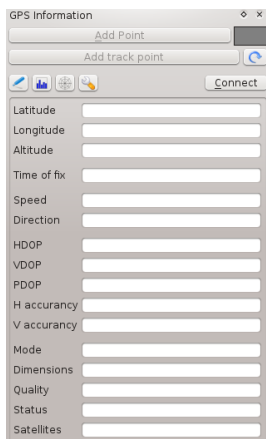 GPS Information
Add Point
Add track point
Connect
Latitude
Longitude
Altitude
Time of fix
Speed
Direction
HDOP
VDOP
PDOP
H accurancy
V accurancy
Mode
Dimensions
Quality
Status
Satellites